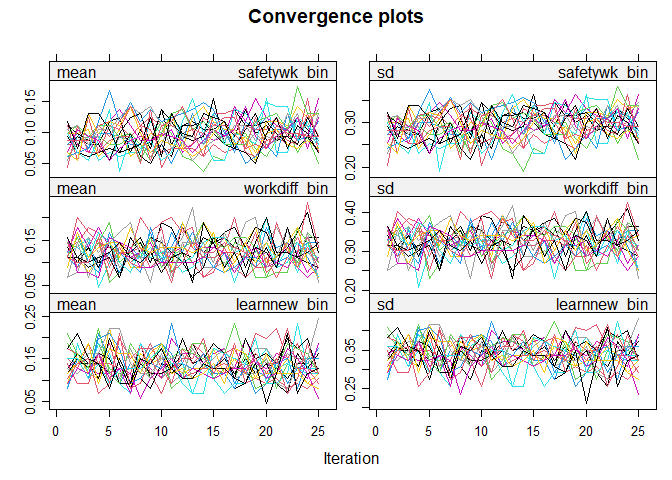 Convergence plots
mean safetywk_bin
sd safetywk_bin
0.05 0.10 0.15
0.20 0.30
mean workdiff_bin
sd workdiff_bin
0.05 0.15
0.20 0.30 0.40
mean learnnew_bin
sd learnnew_bin
0.05 0.15 0.25
0.25 0.35
0 5 10 15 20 25
0 5 10 15 20 25
Iteration